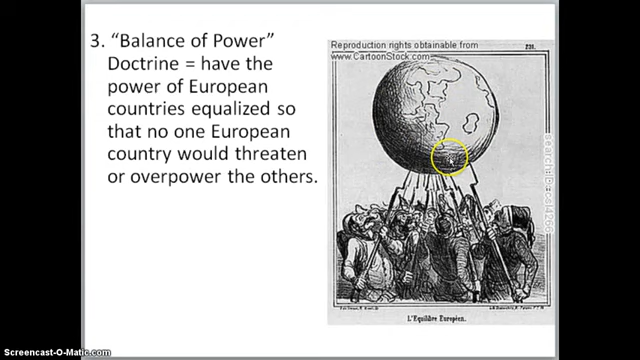 3. “Balance of Power”
Doctrine = have the
power of European
countries equalized so
that no one European
country would threaten
or overpower the others.
Reproduction rights obtainable from
www.CartoonStock.com
L'Equilibre Européen.
Screencast-O-Matic.com